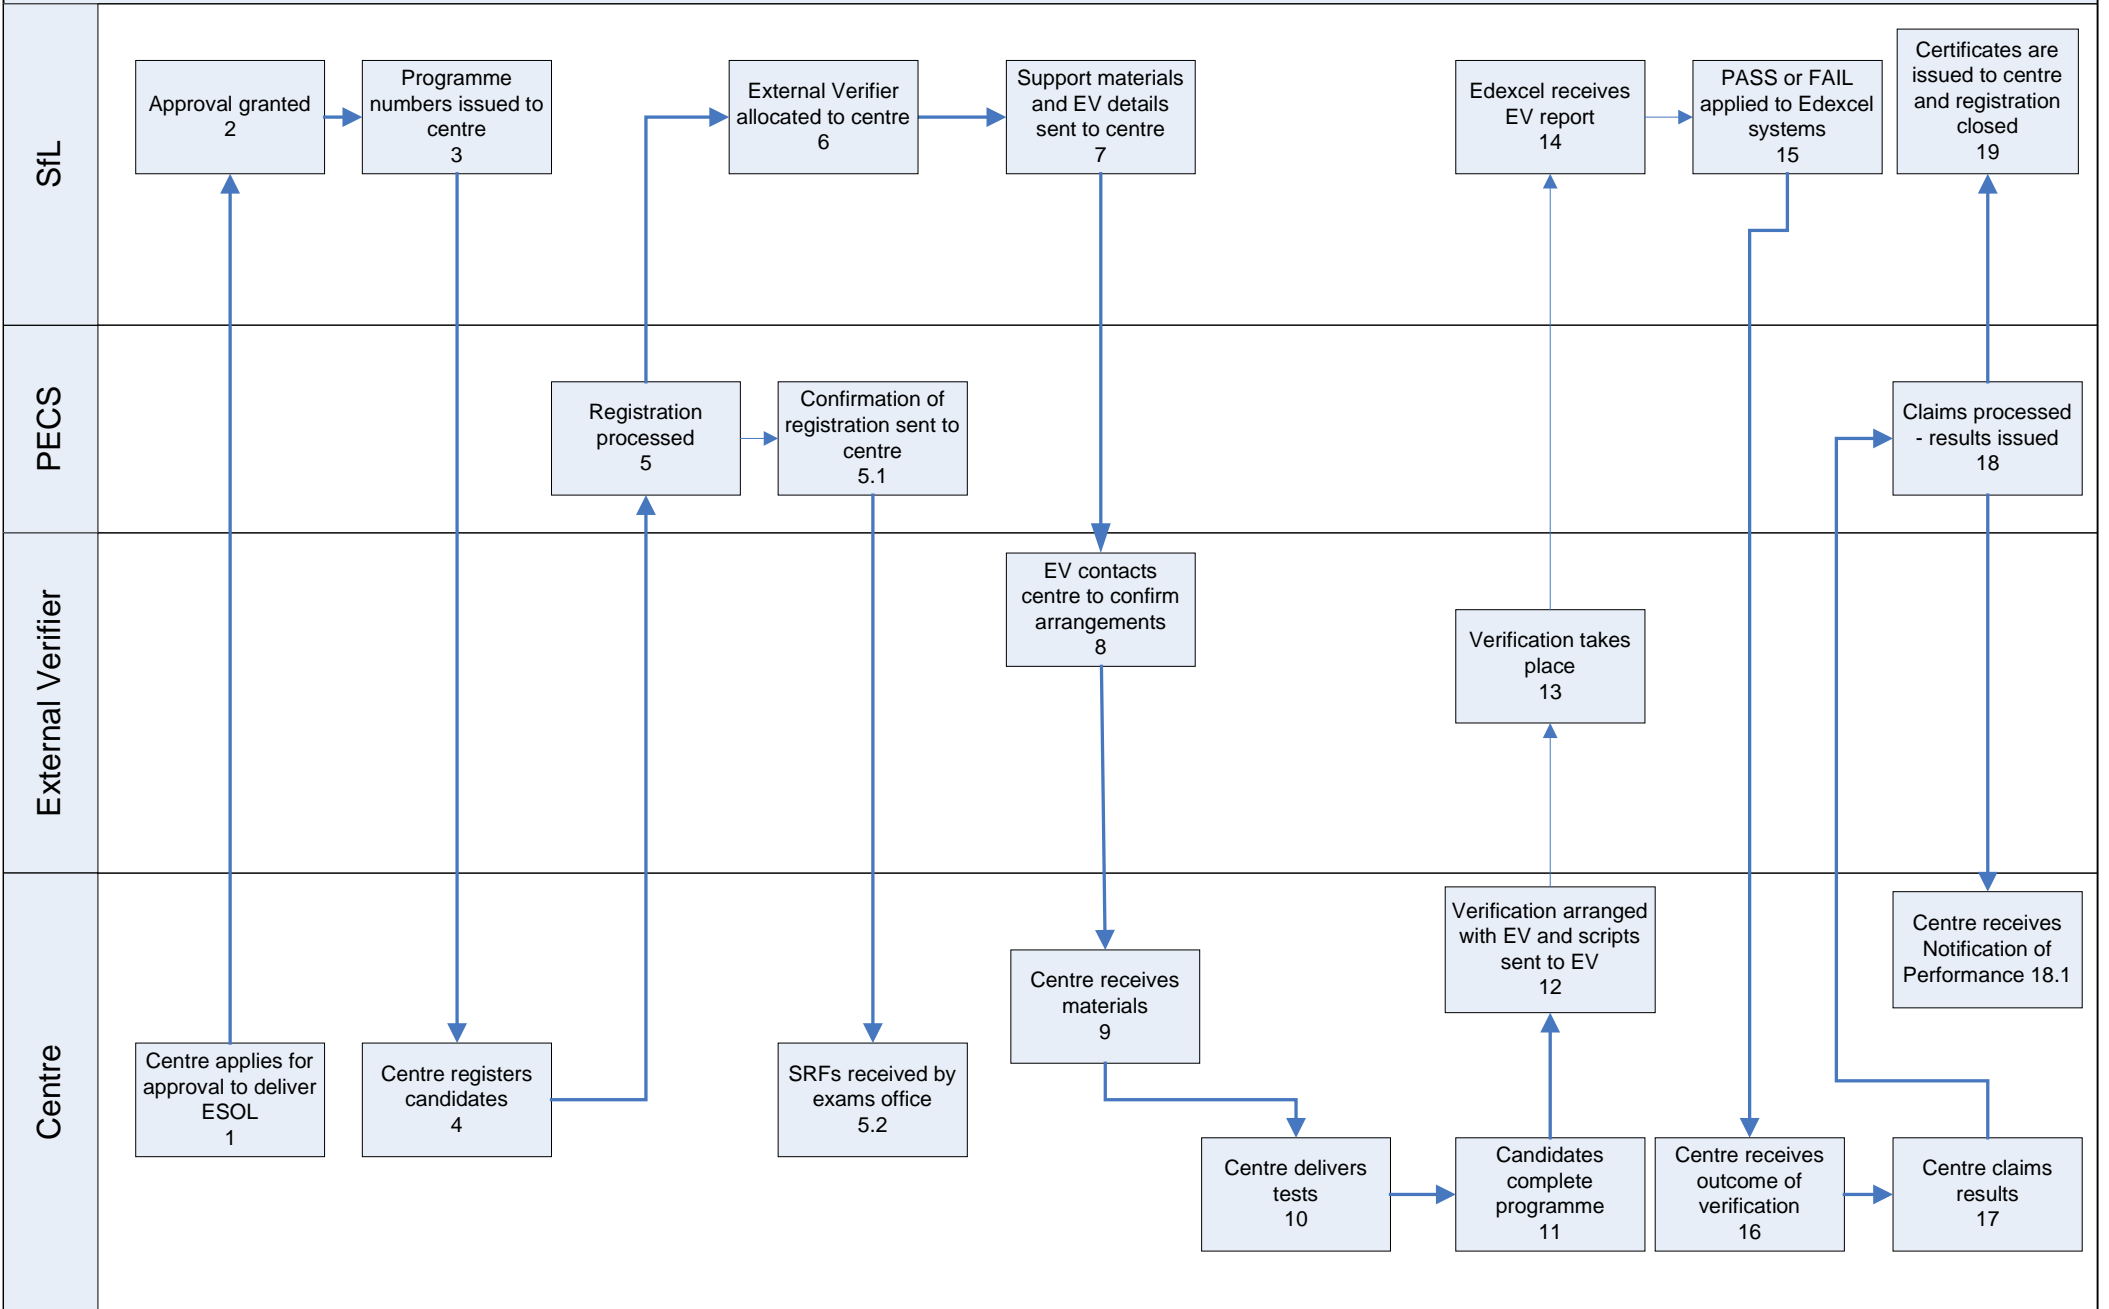 SfL
Approval granted
2
Programme
numbers issued to
centre
3
External Verifier
allocated to centre
6
Support materials
and EV details
sent to centre
7
Edexcel receives
EV report
14
PASS or FAIL
applied to Edexcel
systems
15
Certificates are
issued to centre
and registration
closed
19
PECS
Registration
processed
5
Confirmation of
registration sent to
centre
5.1
Claims processed
- results issued
18
External Verifier
EV contacts
centre to confirm
arrangements
8
Verification takes
place
13
Centre
Centre applies for
approval to deliver
ESOL
1
Centre registers
candidates
4
SRFs received by
exams office
5.2
Centre receives
materials
9
Centre delivers
tests
10
Candidates
complete
programme
11
Verification arranged
with EV and scripts
sent to EV
12
Centre receives
outcome of
verification
16
Centre claims
results
17
Centre receives
Notification of
Performance 18.1